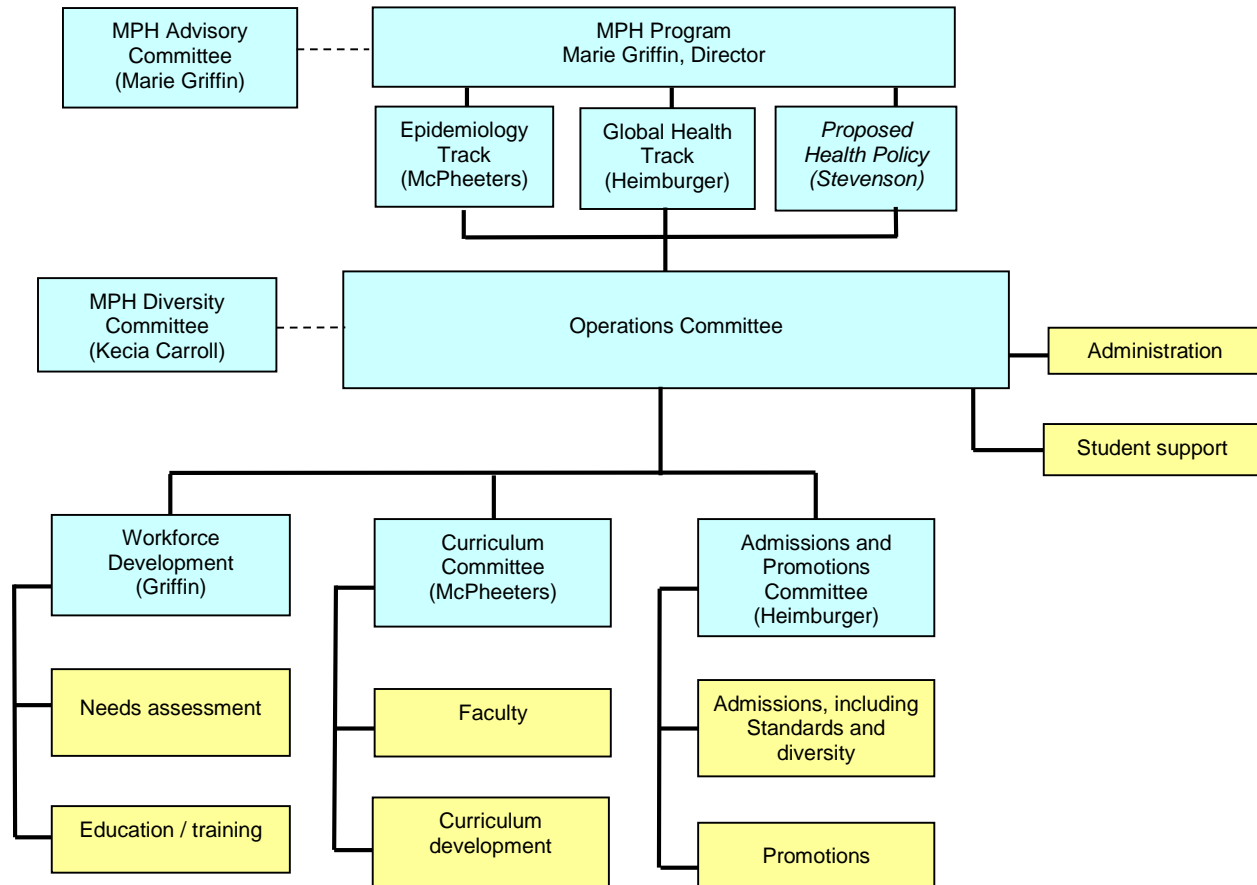 MPH Advisory
Committee
(Marie Griffin)
MPH Program
Marie Griffin, Director
Epidemiology
Track
(McPheeters)
Global Health
Track
(Heimburger)
Proposed
Health Policy
(Stevenson)
MPH Diversity
Committee
(Kecia Carroll)
Operations Committee
Administration
Student support
Workforce
Development
(Griffin)
Curriculum
Committee
(McPheeters)
Admissions and
Promotions
Committee
(Heimburger)
Needs assessment
Faculty
Admissions, including
Standards and
diversity
Education / training
Curriculum
development
Promotions